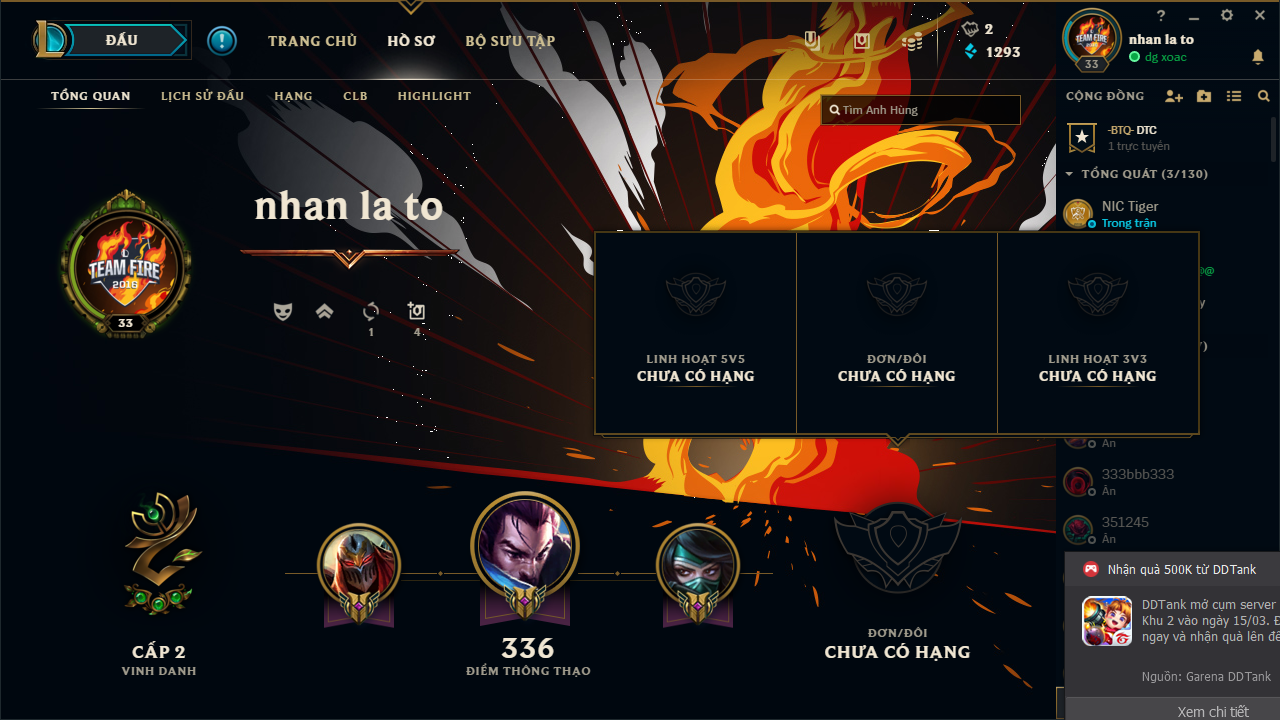 ĐẤU
TRANG CHỦ
HỒ SƠ
BỘ SƯU TẬP
2
1293
33
nhan la to
dg xoac
TỔNG QUAN
LỊCH SỬ ĐẤU
HẠNG
CLB
HIGHLIGHT
Tìm Anh Hùng
CỘNG ĐỒNG
-BTQ- DTC
1 trực tuyến
TỔNG QUÁT (3/130)
NIC Tiger
Trong trận
nhan la to
TEAM FIRE
2016
33
1
4
LINH HOẠT 5V5
CHƯA CÓ HẠNG
ĐƠN/ĐÔI
CHƯA CÓ HẠNG
LINH HOẠT 3V3
CHƯA CÓ HẠNG
Ẩn
333bbb333
Ẩn
351245
Ẩn
CẤP 2
VINH DANH
336
ĐIỂM THÔNG THẠO
ĐƠN/ĐÔI
CHƯA CÓ HẠNG
Nhận quà 500K từ DDTank
DDTank mở cụm server
Khu 2 vào ngày 15/03. Đ
ngay và nhận quà lên đế
Nguồn: Garena DDTank
Xem chi tiết